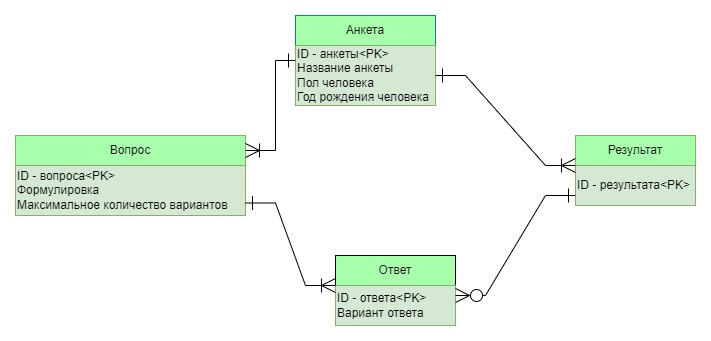 Анкета
ID - анкеты<PK>
Название анкеты
Пол человека
Год рождения человека
Вопрос
ID - вопроса<PK>
Формулировка
Максимальное количество вариантов
Результат
ID - результата<PK>
Ответ
ID - ответа<PK>
Вариант ответа